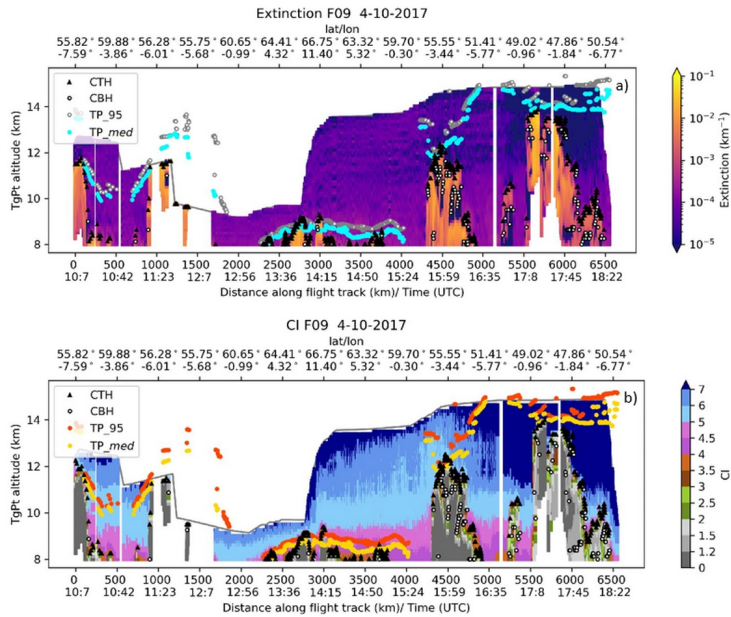 Extinction F09 4-10-2017
lat/lon
55.82° 59.88° 56.28° 55.75° 60.65° 64.41° 66.75° 63.32° 59.70° 55.55° 51.41° 49.02° 47.86° 50.54°
-7.59° -3.86° -6.01° -5.68° -0.99° 4.32° 11.40° 5.32° -0.30° -3.44° -5.77° -0.96° -1.84° -6.77°
CTH
CBH
TP_95
TP_med
a)
14
12
10
8
TgPt altitude (km)
0 500 1000 1500 2000 2500 3000 3500 4000 4500 5000 5500 6000 6500
10:7 10:42 11:23 12:7 12:56 13:36 14:15 14:50 15:24 15:59 16:35 17:8 17:45 18:22
Distance along flight track (km)/ Time (UTC)
10⁻¹
10⁻²
10⁻³
10⁻⁴
10⁻⁵
Extinction (km⁻¹)
CI F09 4-10-2017
lat/lon
55.82° 59.88° 56.28° 55.75° 60.65° 64.41° 66.75° 63.32° 59.70° 55.55° 51.41° 49.02° 47.86° 50.54°
-7.59° -3.86° -6.01° -5.68° -0.99° 4.32° 11.40° 5.32° -0.30° -3.44° -5.77° -0.96° -1.84° -6.77°
CTH
CBH
TP_95
TP_med
b)
14
12
10
8
TgPt altitude (km)
0 500 1000 1500 2000 2500 3000 3500 4000 4500 5000 5500 6000 6500
10:7 10:42 11:23 12:7 12:56 13:36 14:15 14:50 15:24 15:59 16:35 17:8 17:45 18:22
Distance along flight track (km)/ Time (UTC)
7
6
5
4.5
4
3.5
3
2.5
2
1.5
1.2
0
CI